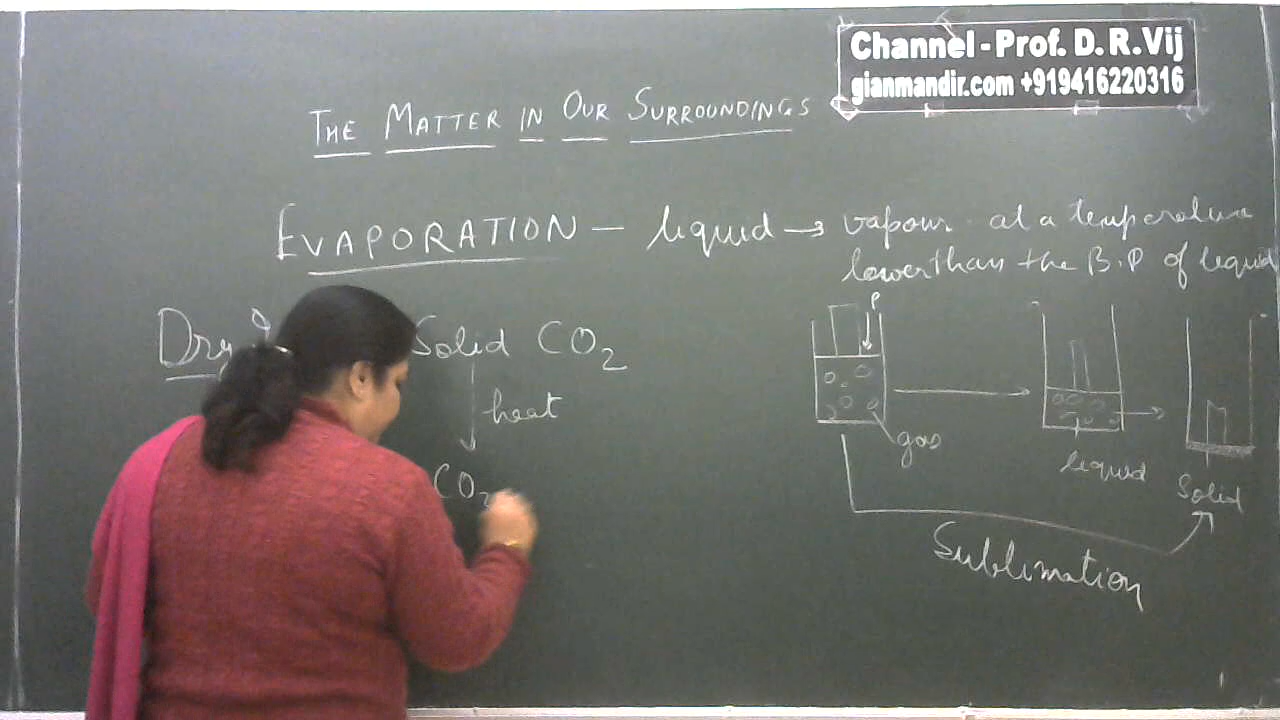 Channel - Prof. D. R. Vij
gianmandir.com +919416220316
THE MATTER IN OUR SURROUNDINGS
EVAPORATION — liquid → vapour at a temperature
lower than the B.P of liquid
Dry Solid CO2
P
heat
gas
CO2
liquid
Solid
Sublimation